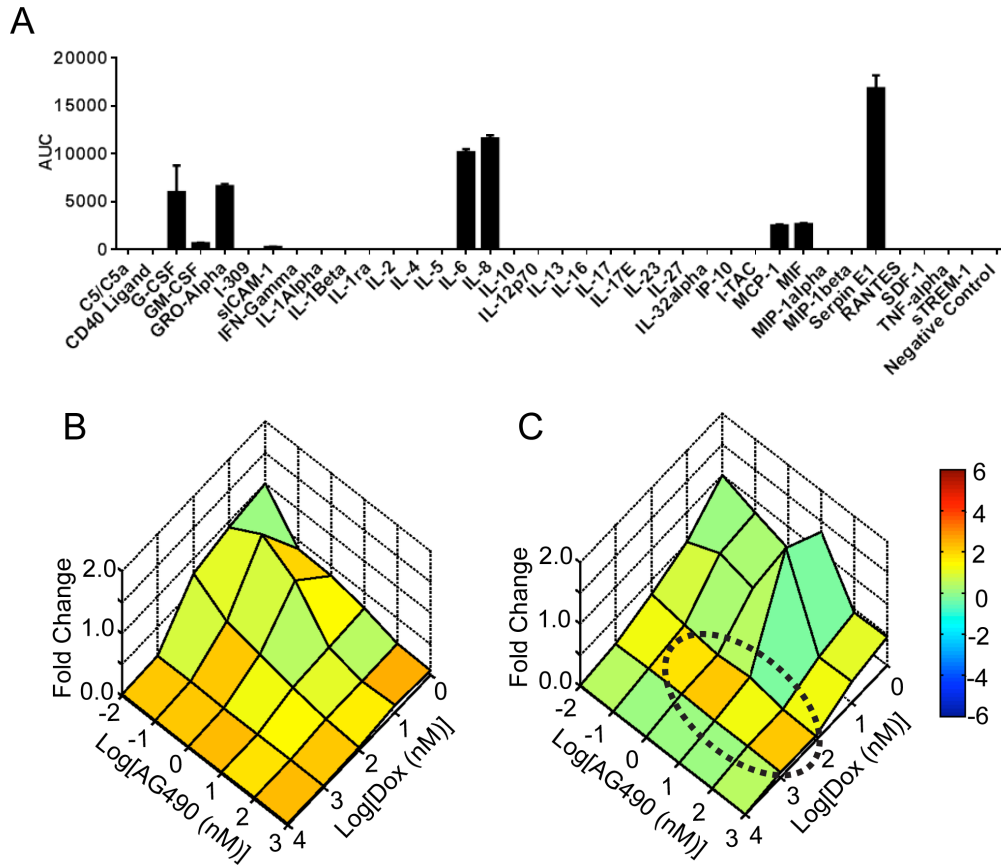 A
20000
15000
10000
5000
0
AUC
C5/C5a
CD40 Ligand
G-CSF
GM-CSF
GRO-Alpha
I-309
sICAM-1
IFN-Gamma
IL-1Alpha
IL-1Beta
IL-1ra
IL-2
IL-4
IL-5
IL-6
IL-8
IL-10
IL-12p70
IL-13
IL-16
IL-17
IL-17E
IL-23
IL-27
IL-32alpha
IP-10
I-TAC
MCP-1
MIF
MIP-1alpha
MIP-1beta
Serpin E1
RANTES
SDF-1
TNF-alpha
sTREM-1
Negative Control
B
2.0
1.0
0.0
Fold Change
-2
-1
0
1
2
3
Log[AG490 (nM)]
4
3
2
1
0
Log[Dox (nM)]
C
2.0
1.0
0.0
Fold Change
-2
-1
0
1
2
3
Log[AG490 (nM)]
4
3
2
1
0
Log[Dox (nM)]
6
4
2
0
-2
-4
-6